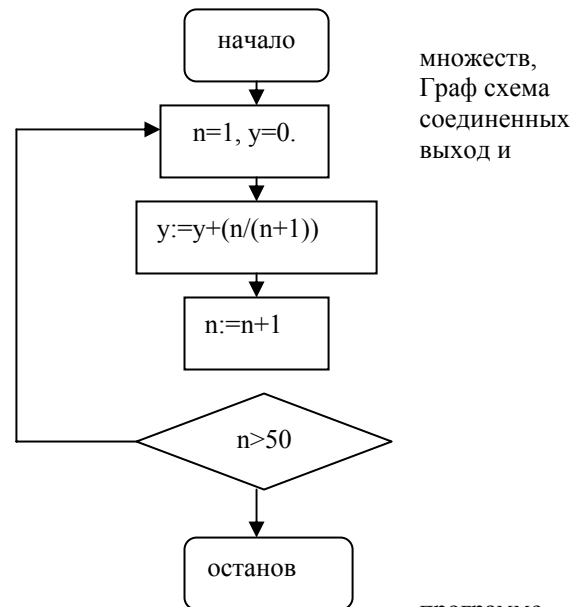 начало
множеств,
Граф схема
соединенных
выход и
n=1, y=0.
y:=y+(n/(n+1))
n:=n+1
n>50
останов